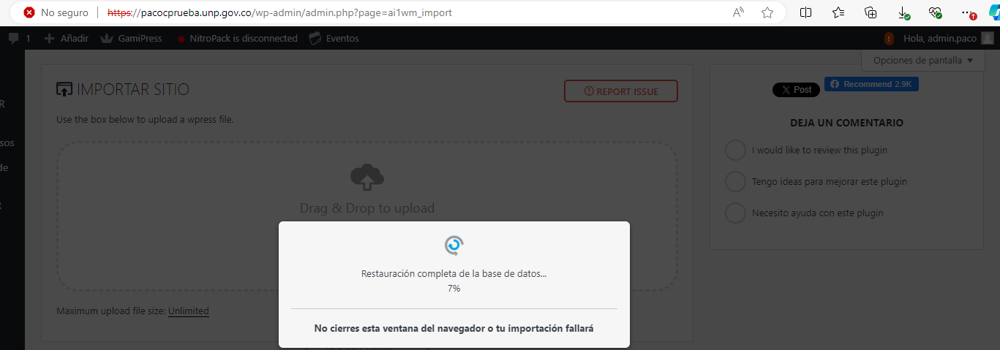 No seguro
https://pacocprueba.unp.gov.co/wp-admin/admin.php?page=ai1wm_import
1 Añadir GamiPress NitroPack is disconnected Eventos
Hola, admin.paco
Opciones de pantalla
R
sos
de
IMPORTAR SITIO
REPORT ISSUE
Use the box below to upload a wpress file.
Drag & Drop to upload
Restauración completa de la base de datos...
7%
No cierres esta ventana del navegador o tu importación fallará
Maximum upload file size: Unlimited
Post
Recommend 2.9K
DEJA UN COMENTARIO
I would like to review this plugin
Tengo ideas para mejorar este plugin
Necesito ayuda con este plugin